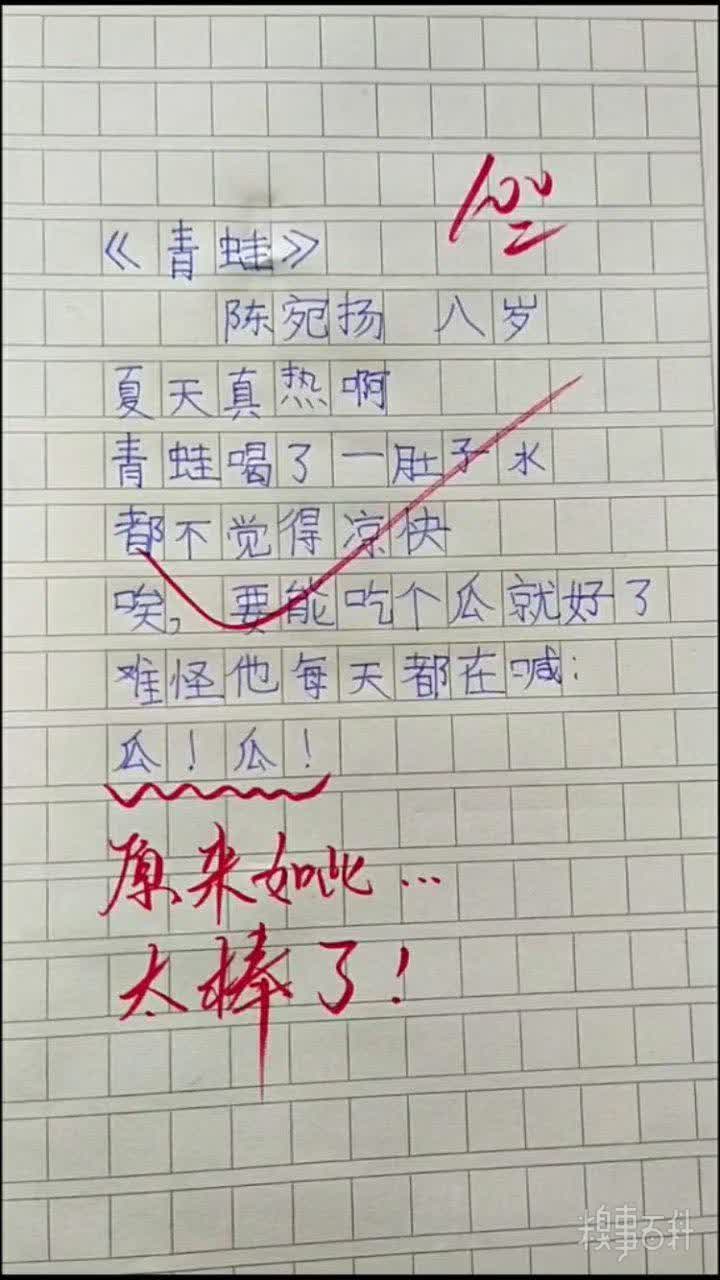 100
《青蛙》
陈宛扬 八岁
夏天真热啊
青蛙喝了一肚子水
都不觉得凉快
唉,要能吃个瓜就好了
难怪他每天都在喊:
瓜!瓜!
原来如此...
太棒了!
糗事百科